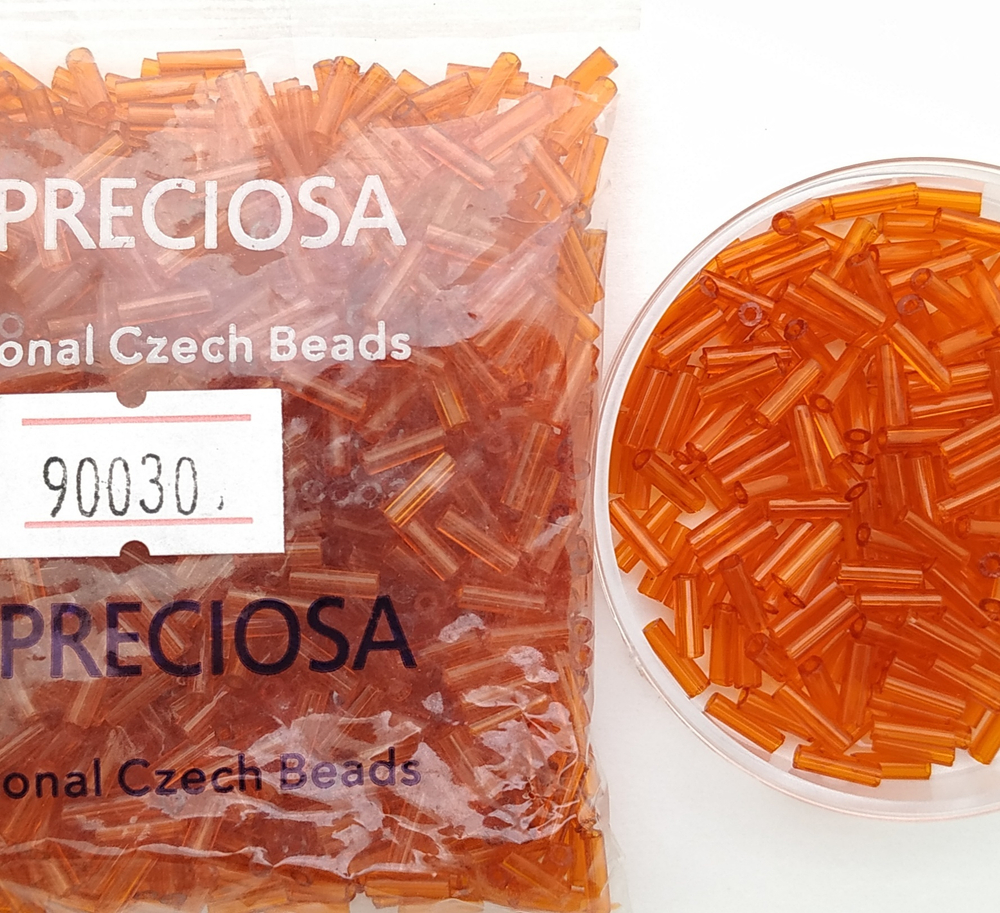 PRECIOSA
onal Czech Beads
90030
PRECIOSA
onal Czech Beads